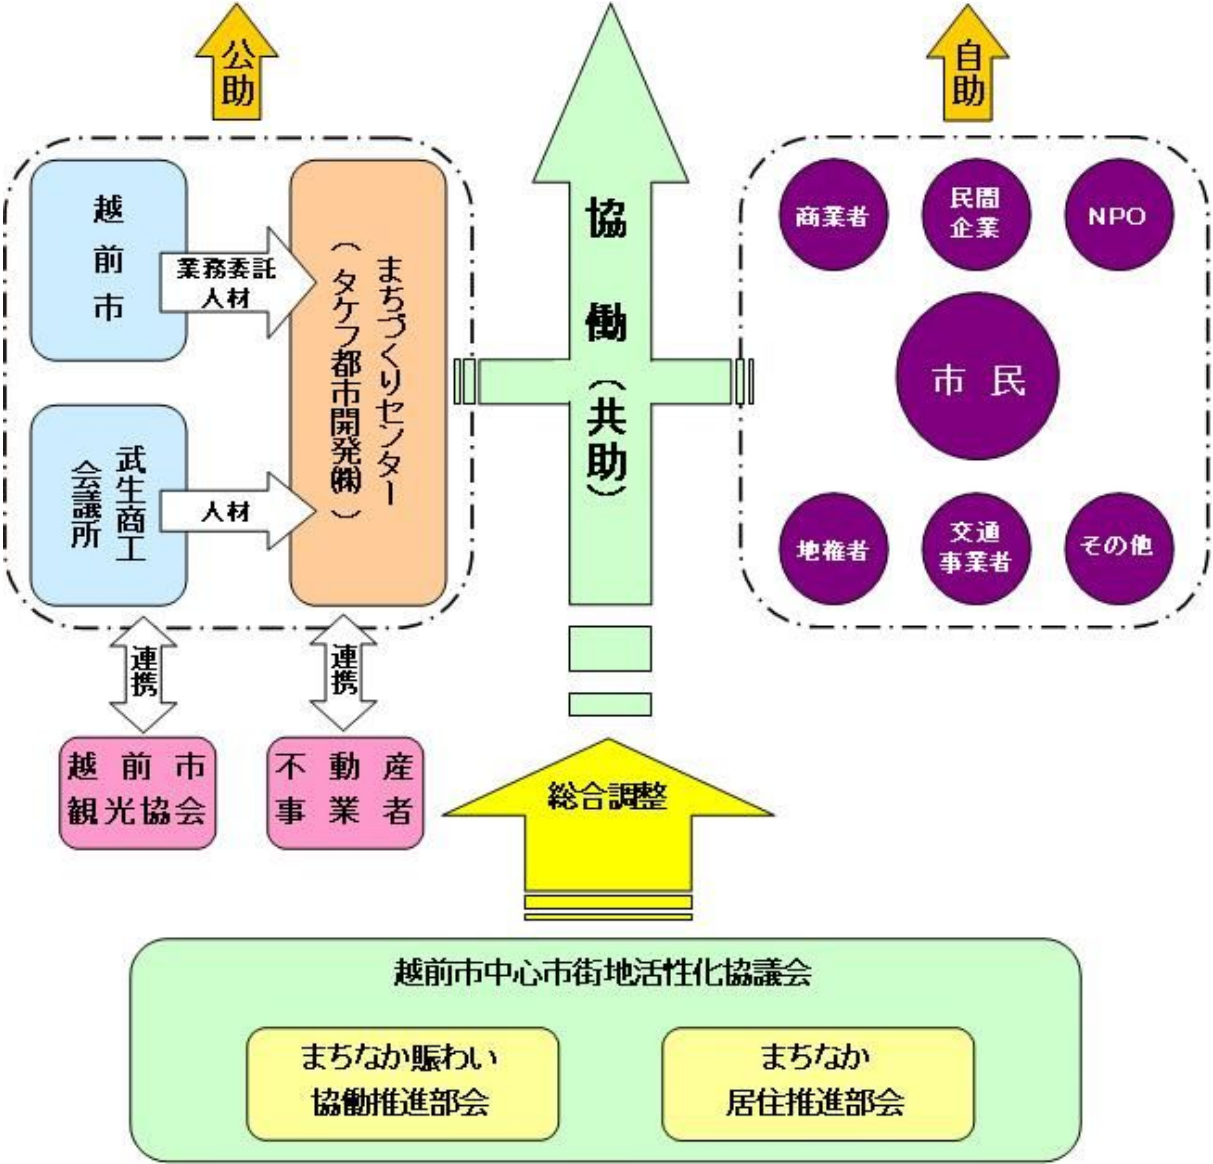 公助
自助
越前市
業務委託
人材
武生商工
会議所
人材
まちづくりセンター
（タケフ都市開発㈱）
協働（共助）
商業者
民間
企業
NPO
市民
地権者
交通
事業者
その他
連携
連携
越前市
観光協会
不動産
事業者
総合調整
越前市中心市街地活性化協議会
まちなか賑わい
協働推進部会
まちなか
居住推進部会